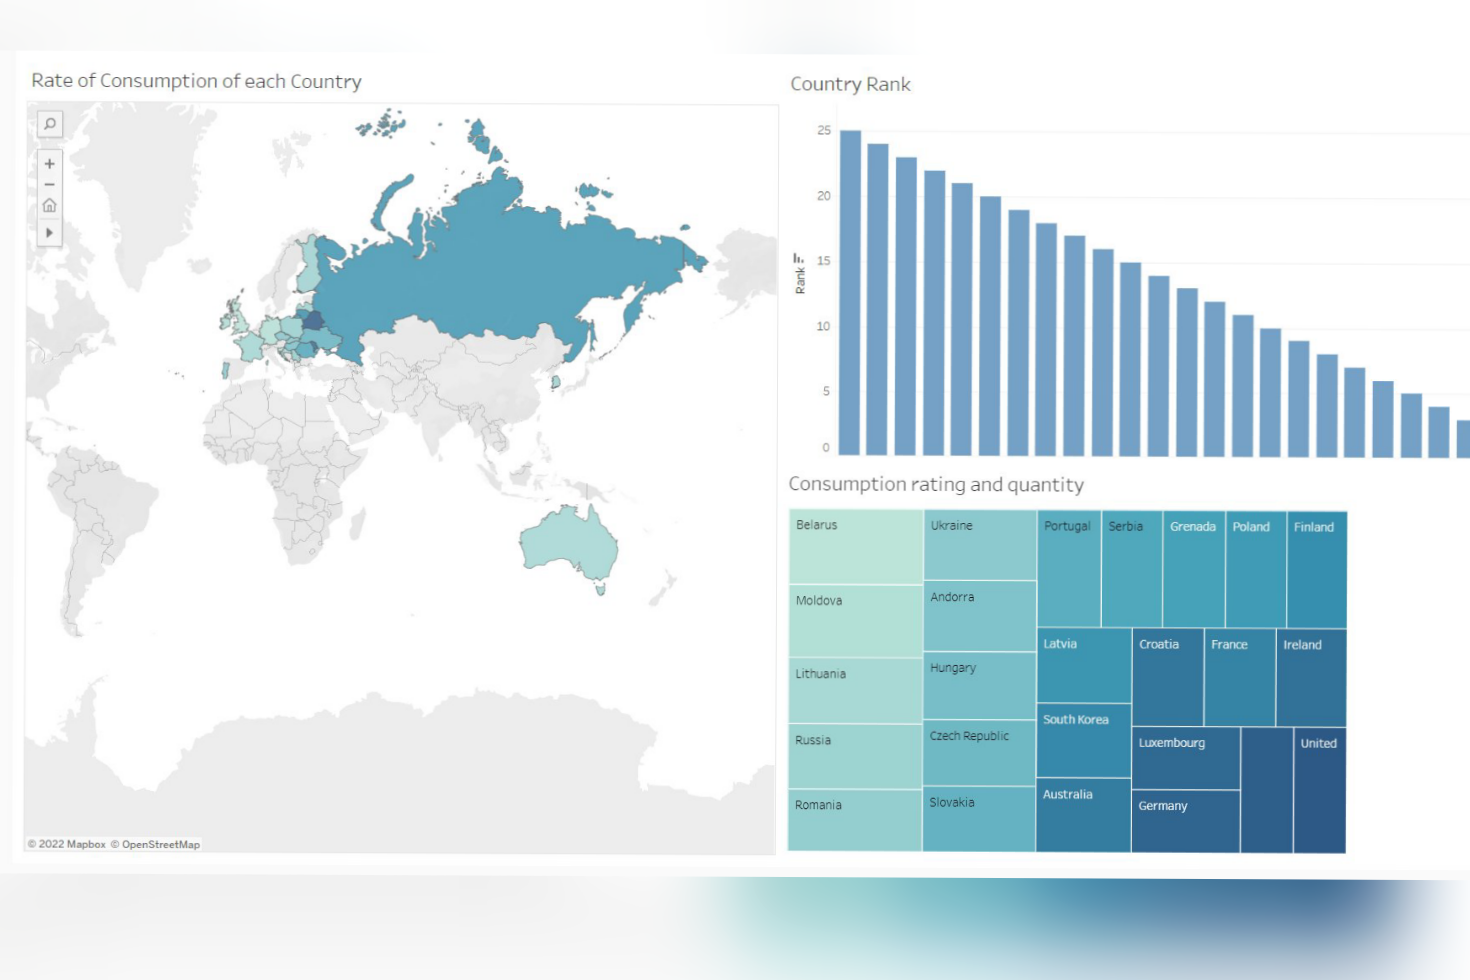 Rate of Consumption of each Country
© 2022 Mapbox © OpenStreetMap
Country Rank
25
20
15
10
5
0
Rank
Consumption rating and quantity
Belarus
Moldova
Lithuania
Russia
Romania
Ukraine
Andorra
Hungary
Czech Republic
Slovakia
Portugal
Serbia
Grenada
Poland
Finland
Latvia
South Korea
Australia
Croatia
France
Ireland
Luxembourg
Germany
United